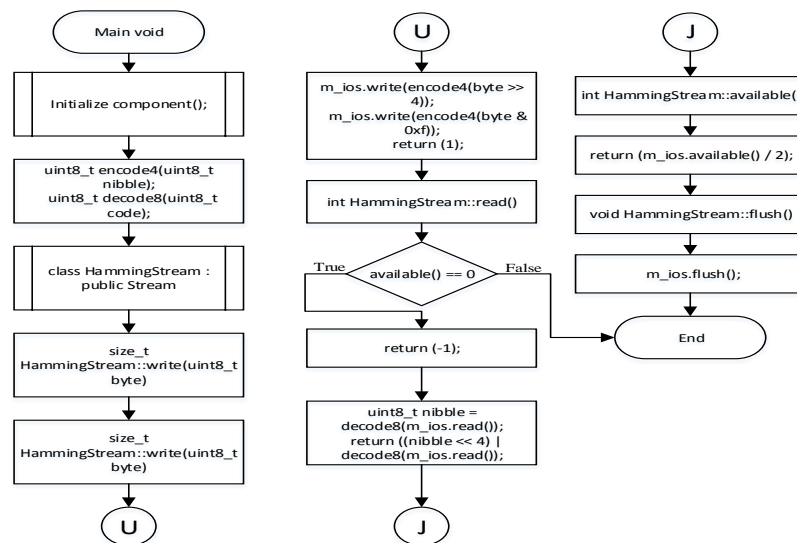 Main void
Initialize component();
uint8_t encode4(uint8_t
nibble);
uint8_t decode8(uint8_t
code);
class HammingStream :
public Stream
size_t
HammingStream::write(uint8_t
byte)
size_t
HammingStream::write(uint8_t
byte)
U
U
m_ios.write(encode4(byte >>
4));
m_ios.write(encode4(byte &
0xf));
return (1);
int HammingStream::read()
True
available() == 0
False
return (-1);
uint8_t nibble =
decode8(m_ios.read());
return ((nibble << 4) |
decode8(m_ios.read());
J
J
int HammingStream::available(
return (m_ios.available() / 2);
void HammingStream::flush()
m_ios.flush();
End